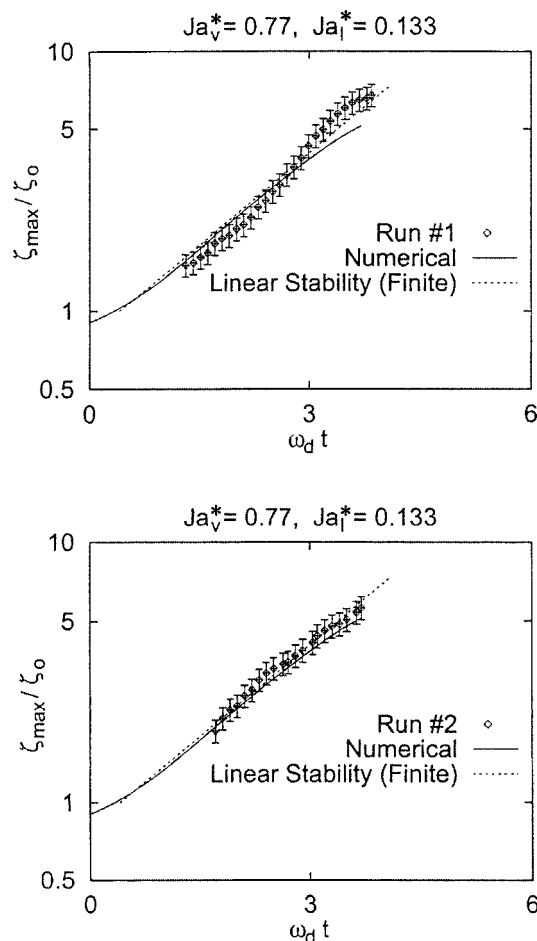 Ja*v = 0.77, Ja*l = 0.133
10
5
1
0.5
ζmax / ζo
Run #1
Numerical
Linear Stability (Finite)
0 3 6
ωd t
Ja*v = 0.77, Ja*l = 0.133
10
5
1
0.5
ζmax / ζo
Run #2
Numerical
Linear Stability (Finite)
0 3 6
ωd t